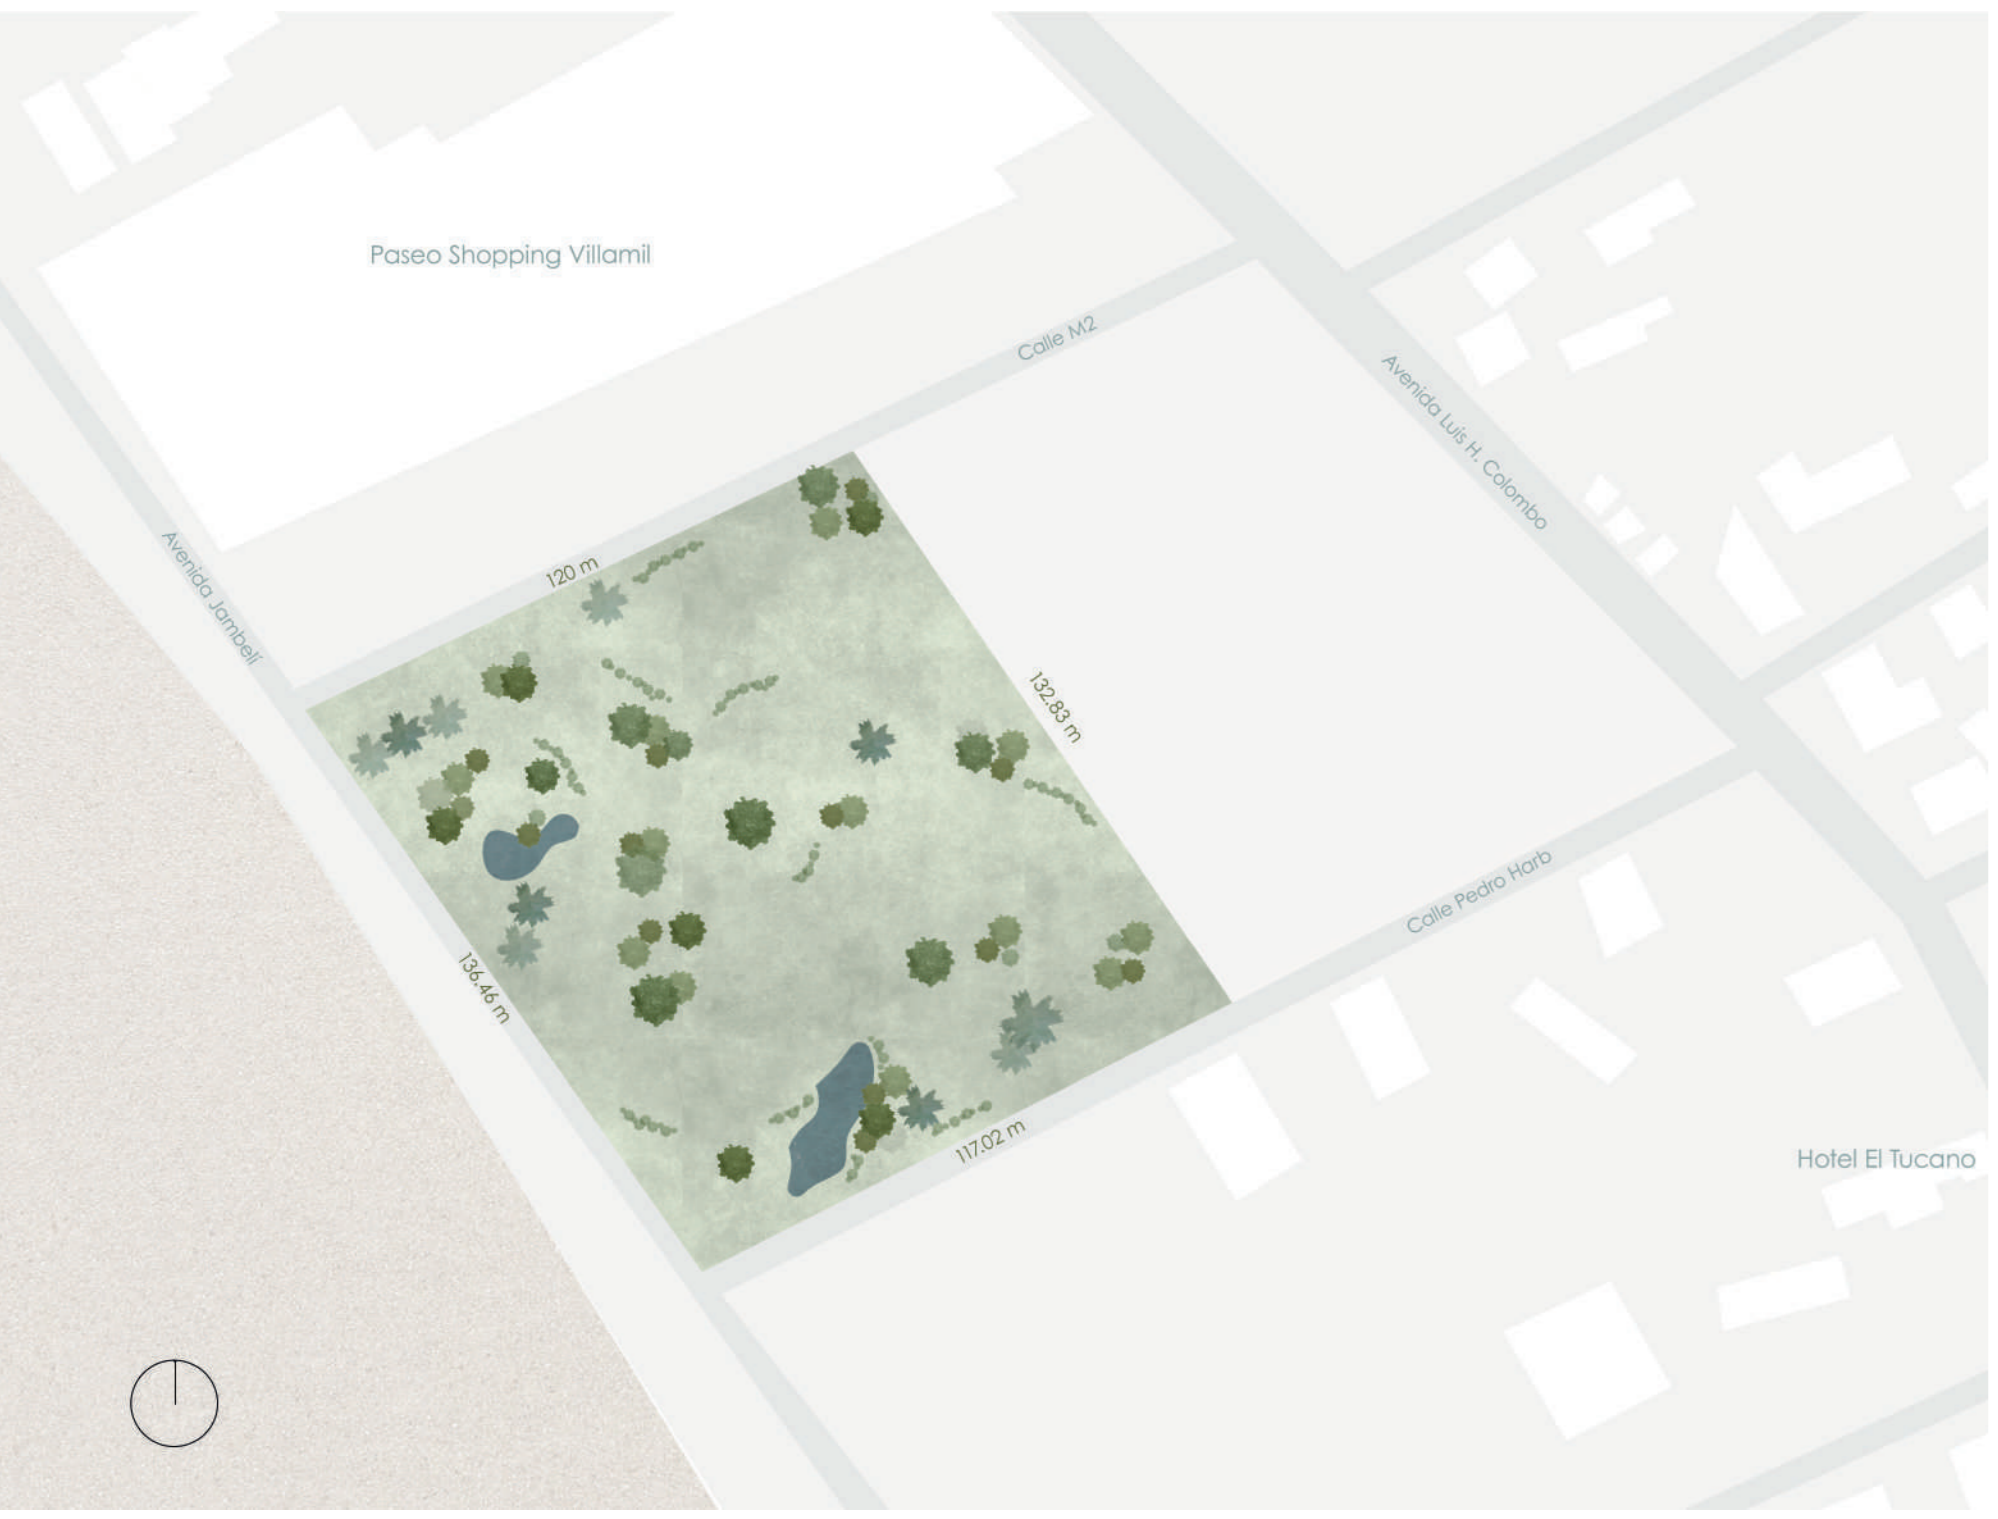 Paseo Shopping Villamil
Calle M2
Avenida Luis H. Colombo
Avenida Jambelí
120 m
132.83 m
Calle Pedro Harb
136.46 m
117.02 m
Hotel El Tucano